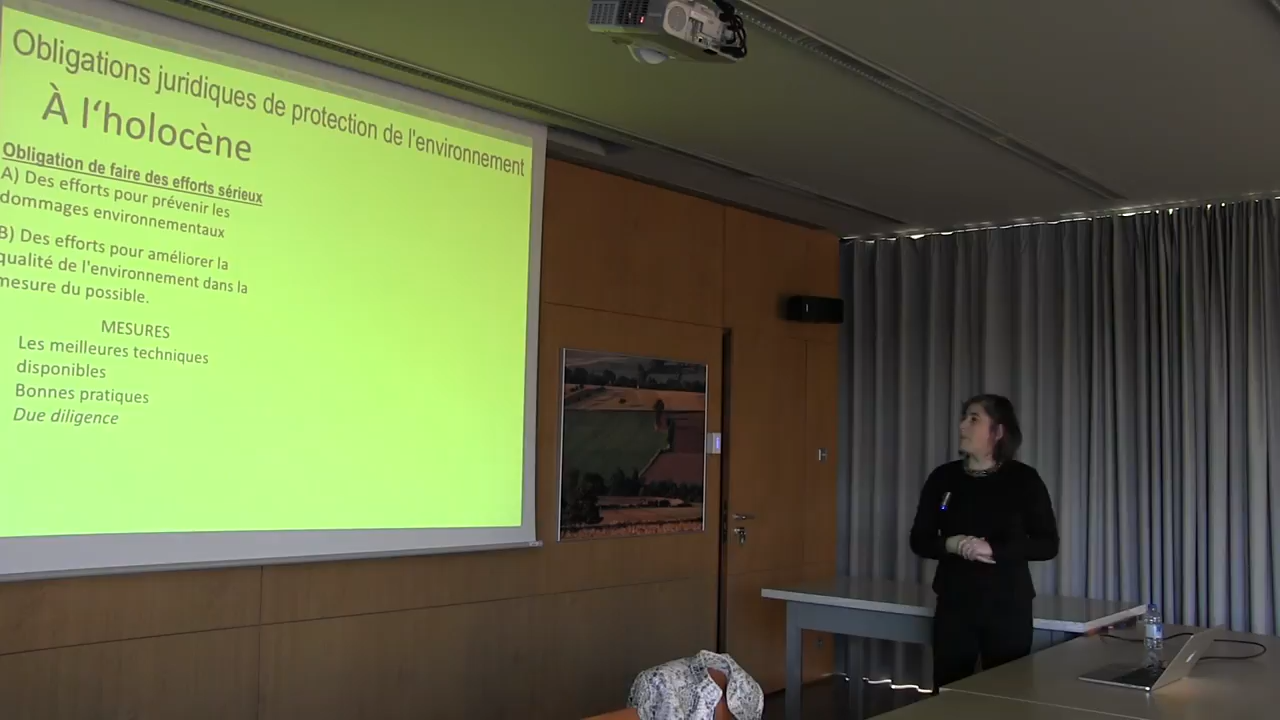 Obligations juridiques de protection de l'environnement
À l‘holocène
Obligation de faire des efforts sérieux
A) Des efforts pour prévenir les
dommages environnementaux
B) Des efforts pour améliorer la
qualité de l'environnement dans la
mesure du possible.
MESURES
Les meilleures techniques
disponibles
Bonnes pratiques
Due diligence